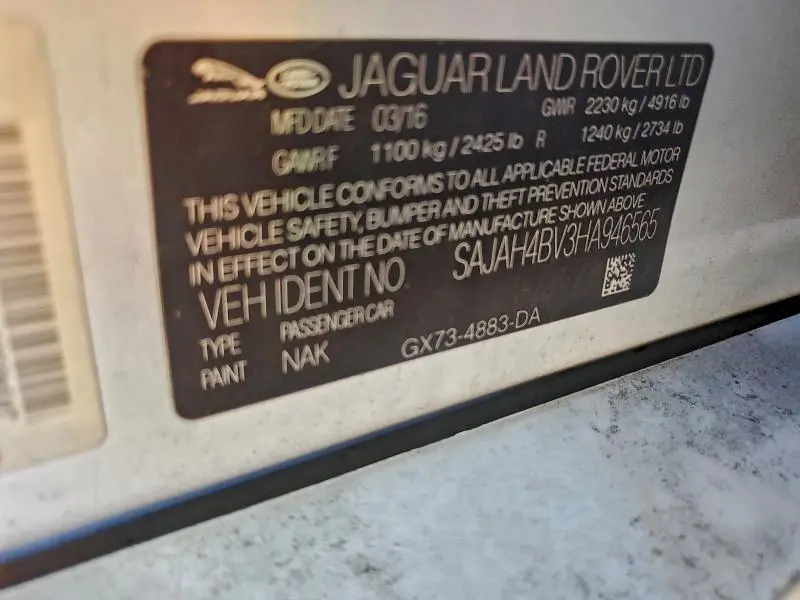 JAGUAR LAND ROVER LTD
JAGUAR
MFD DATE 03/16 GWR 2230 kg / 4916 lb
GAWR F 1100 kg / 2425 lb R 1240 kg / 2734 lb
THIS VEHICLE CONFORMS TO ALL APPLICABLE FEDERAL MOTOR
VEHICLE SAFETY, BUMPER AND THEFT PREVENTION STANDARDS
IN EFFECT ON THE DATE OF MANUFACTURE SHOWN ABOVE
VEH IDENT NO. SAJAH4BV3HA946565
TYPE PASSENGER CAR
PAINT NAK GX73-4883-DA